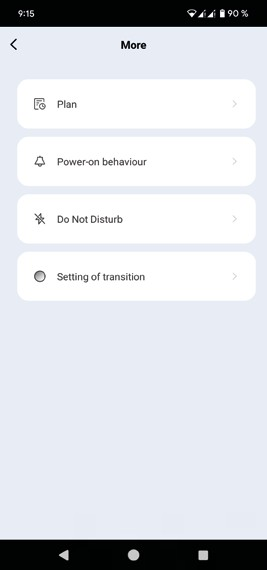 9:15
90 %
More
Plan
Power-on behaviour
Do Not Disturb
Setting of transition